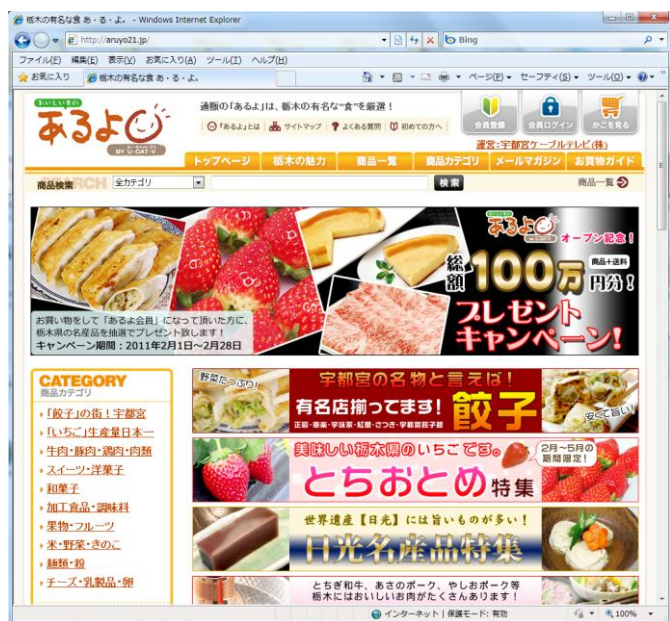 栃木の有名な食 あ・る・よ。 - Windows Internet Explorer
http://aruyo21.jp/
Bing
ファイル(F) 編集(E) 表示(V) お気に入り(A) ツール(T) ヘルプ(H)
お気に入り 栃木の有名な食 あ・る・よ。
ページ(P) セーフティ(S) ツール(O)
おいしいもの
あるよ
BY U-CAT-V
通販の「あるよ」は、栃木の有名な"食"を厳選！
「あるよ」とは サイトマップ よくある質問 初めての方へ
会員登録 会員ログイン かごを見る
運営:宇都宮ケーブルテレビ(株)
トップページ 栃木の魅力 商品一覧 商品カテゴリ メールマガジン お買物ガイド
商品検索 全カテゴリ 検索 商品一覧
あるよ オープン記念！
総額100万円分！ 商品+送料
プレゼント
キャンペーン！
お買い物をして「あるよ会員」になって頂いた方に、
栃木県の名産品を抽選でプレゼント致します！
キャンペーン期間：2011年2月1日～2月28日
CATEGORY
商品カテゴリ
「餃子」の街！宇都宮
「いちご」生産量日本一
牛肉・豚肉・鶏肉・肉類
スイーツ・洋菓子
和菓子
加工食品・調味料
果物・フルーツ
米・野菜・きのこ
麺類・粉
チーズ・乳製品・卵
野菜たっぷり!
宇都宮の名物と言えば！
有名店揃ってます! 餃子
安くて旨い!
美味しい栃木県のいちごです。
とちおとめ特集
2月～5月の
期間限定！
世界遺産【日光】には旨いものが多い！
日光名産品特集
とちぎ和牛、あさのポーク、やしおポーク等
栃木にはおいしいお肉がたくさんあります！
インターネット | 保護モード: 有効 100%